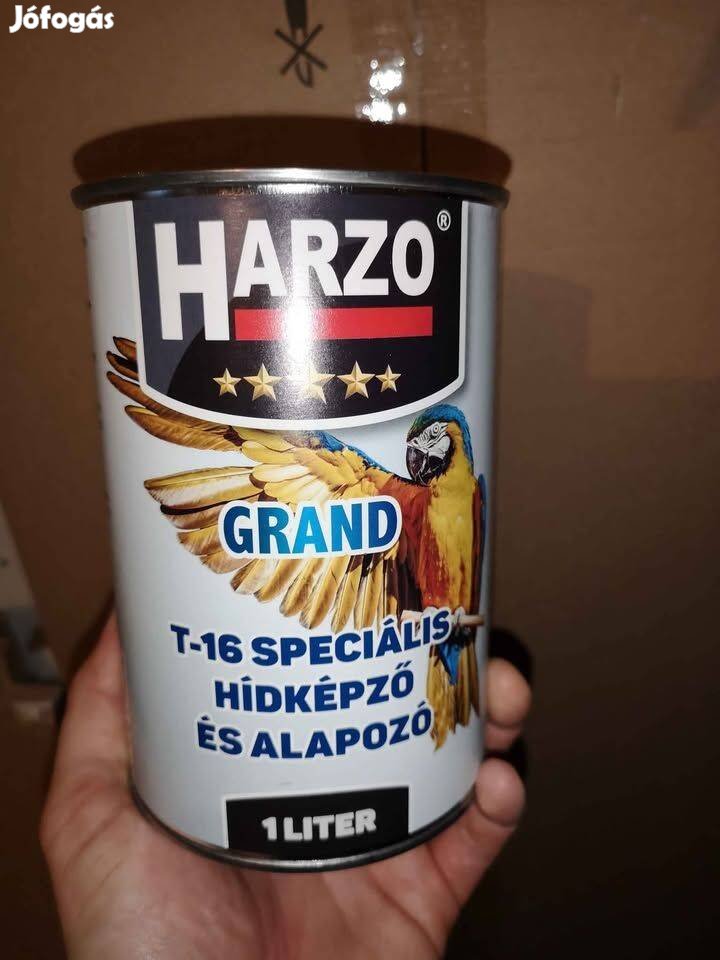 Jófogás
HARZO®
GRAND
T-16 SPECIÁLIS
HÍDKÉPZŐ
ÉS ALAPOZÓ
1 LITER